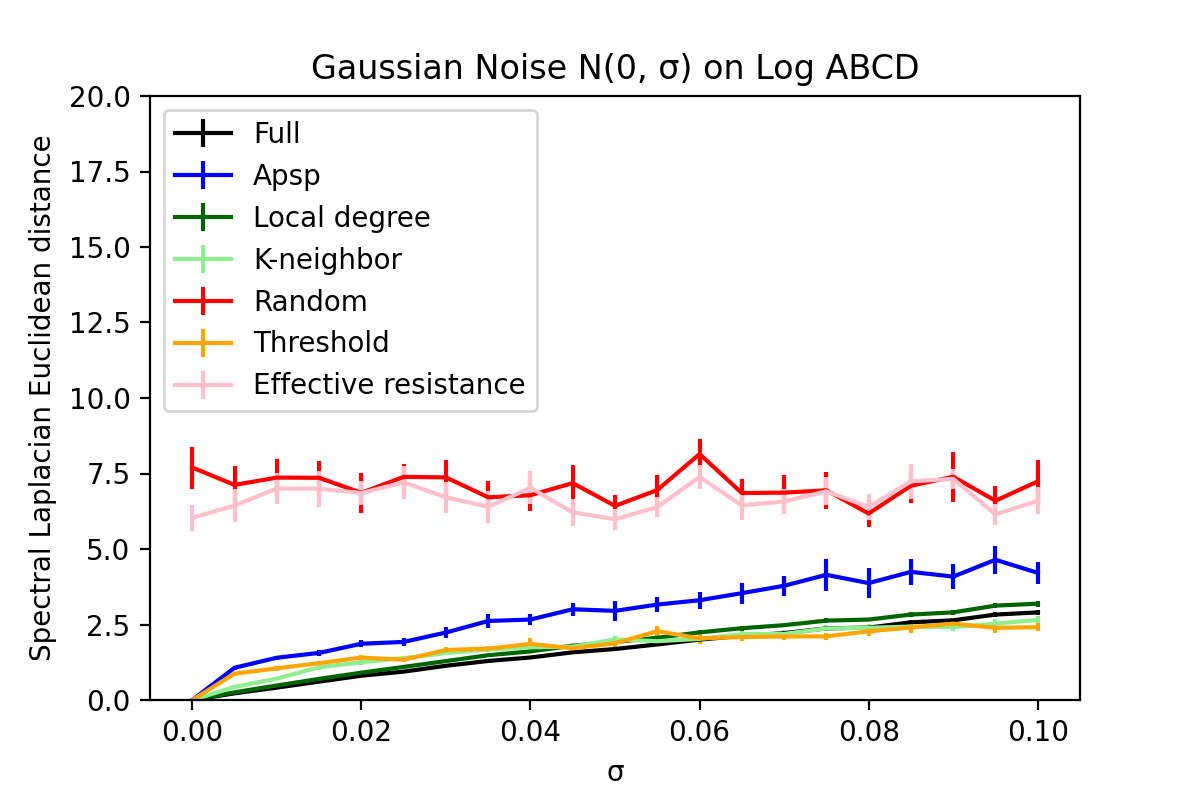 Gaussian Noise N(0, σ) on Log ABCD
Spectral Laplacian Euclidean distance
20.0
17.5
15.0
12.5
10.0
7.5
5.0
2.5
0.0
Full
Apsp
Local degree
K-neighbor
Random
Threshold
Effective resistance
0.00 0.02 0.04 0.06 0.08 0.10
σ